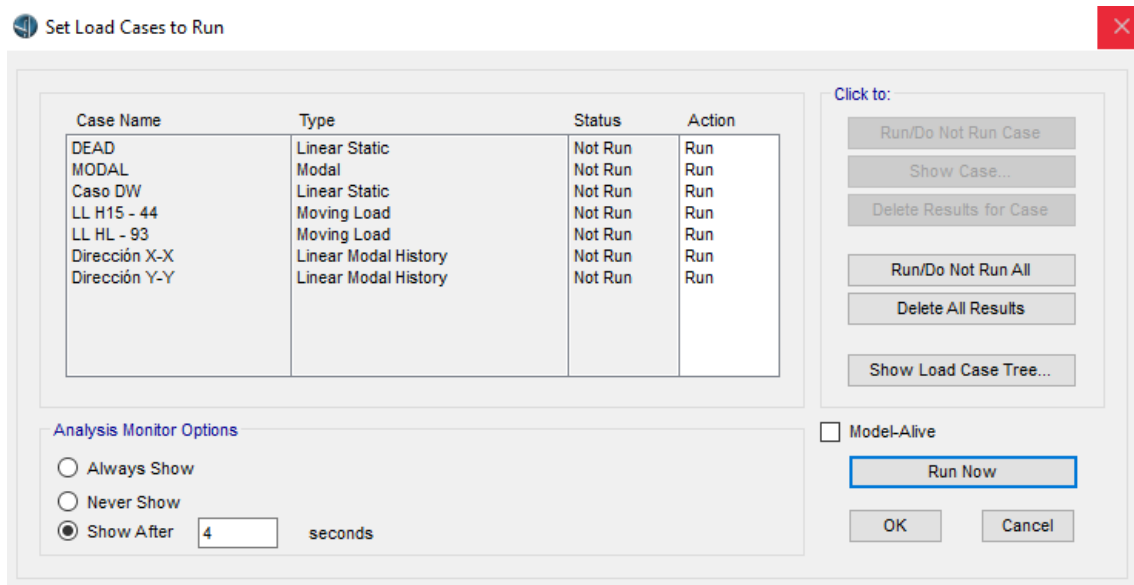 Set Load Cases to Run
Case Name Type Status Action
DEAD Linear Static Not Run Run
MODAL Modal Not Run Run
Caso DW Linear Static Not Run Run
LL H15 - 44 Moving Load Not Run Run
LL HL - 93 Moving Load Not Run Run
Dirección X-X Linear Modal History Not Run Run
Dirección Y-Y Linear Modal History Not Run Run
Click to:
Run/Do Not Run Case
Show Case...
Delete Results for Case
Run/Do Not Run All
Delete All Results
Show Load Case Tree...
Analysis Monitor Options
Always Show
Never Show
Show After 4 seconds
Model-Alive
Run Now
OK Cancel